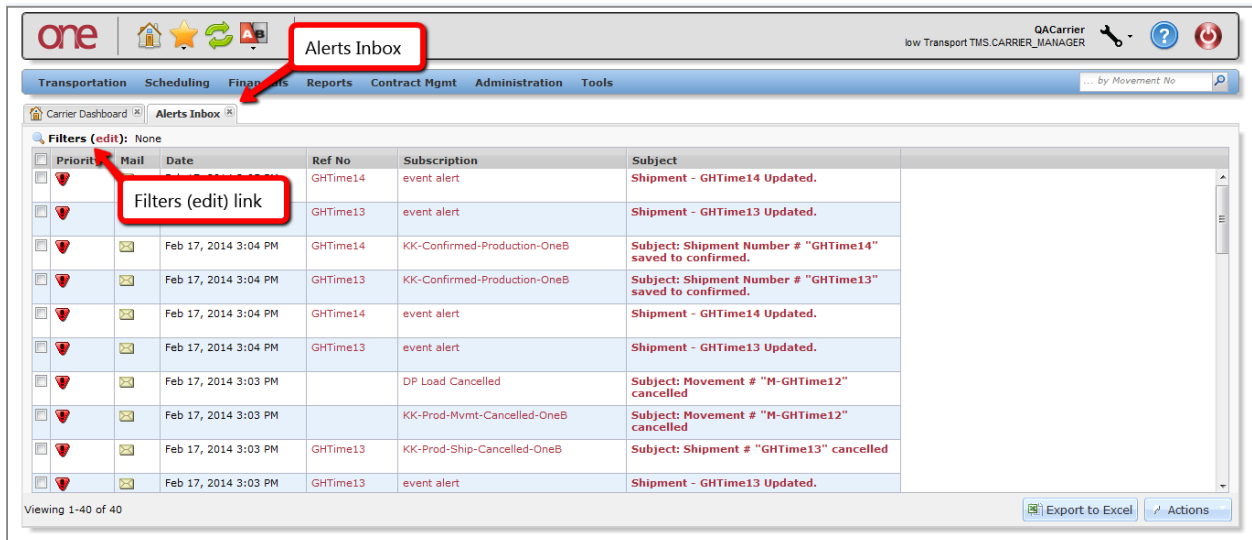 one
AB
Alerts Inbox
QACarrier
low Transport TMS.CARRIER_MANAGER
?
Transportation Scheduling Financials Reports Contract Mgmt Administration Tools
... by Movement No
Carrier Dashboard Alerts Inbox
Filters (edit): None
Priority Mail Date Ref No Subscription Subject
GHTime14 event alert Shipment - GHTime14 Updated.
Filters (edit) link
GHTime13 event alert Shipment - GHTime13 Updated.
Feb 17, 2014 3:04 PM GHTime14 KK-Confirmed-Production-OneB Subject: Shipment Number # "GHTime14"
saved to confirmed.
Feb 17, 2014 3:04 PM GHTime13 KK-Confirmed-Production-OneB Subject: Shipment Number # "GHTime13"
saved to confirmed.
Feb 17, 2014 3:04 PM GHTime14 event alert Shipment - GHTime14 Updated.
Feb 17, 2014 3:04 PM GHTime13 event alert Shipment - GHTime13 Updated.
Feb 17, 2014 3:03 PM DP Load Cancelled Subject: Movement # "M-GHTime12"
cancelled
Feb 17, 2014 3:03 PM KK-Prod-Mvmt-Cancelled-OneB Subject: Movement # "M-GHTime12"
cancelled
Feb 17, 2014 3:03 PM GHTime13 KK-Prod-Ship-Cancelled-OneB Subject: Shipment # "GHTime13" cancelled
Feb 17, 2014 3:03 PM GHTime13 event alert Shipment - GHTime13 Updated.
Viewing 1-40 of 40 Export to Excel Actions